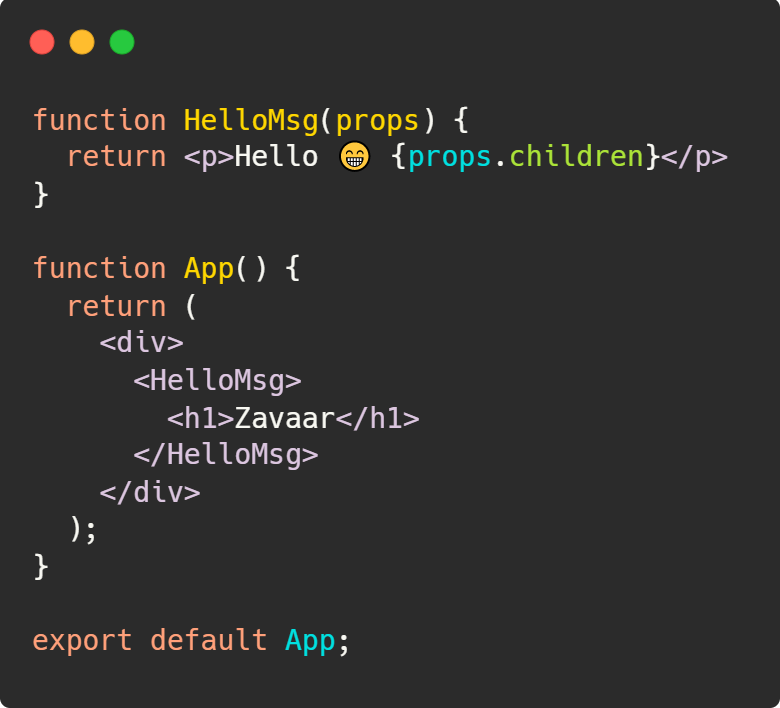 function HelloMsg(props) {
  return <p>Hello 😁 {props.children}</p>
}
function App() {
  return (
    <div>
      <HelloMsg>
        <h1>Zavaar</h1>
      </HelloMsg>
    </div>
  );
}
export default App;